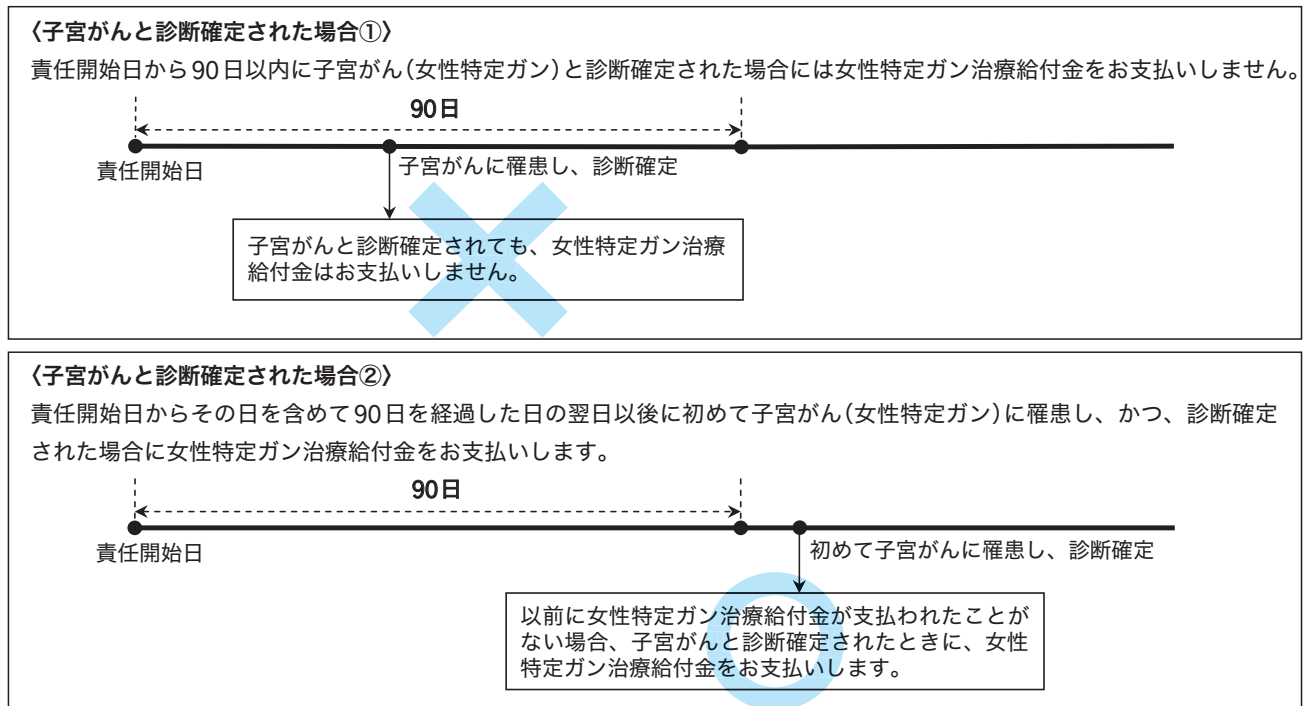 〈子宮がんと診断確定された場合①〉
責任開始日から90日以内に子宮がん(女性特定ガン)と診断確定された場合には女性特定ガン治療給付金をお支払いしません。
90日
責任開始日
子宮がんに罹患し、診断確定
子宮がんと診断確定されても、女性特定ガン治療
給付金はお支払いしません。
〈子宮がんと診断確定された場合②〉
責任開始日からその日を含めて90日を経過した日の翌日以後に初めて子宮がん(女性特定ガン)に罹患し、かつ、診断確定
された場合に女性特定ガン治療給付金をお支払いします。
90日
責任開始日
初めて子宮がんに罹患し、診断確定
以前に女性特定ガン治療給付金が支払われたことが
ない場合、子宮がんと診断確定されたときに、女性
特定ガン治療給付金をお支払いします。